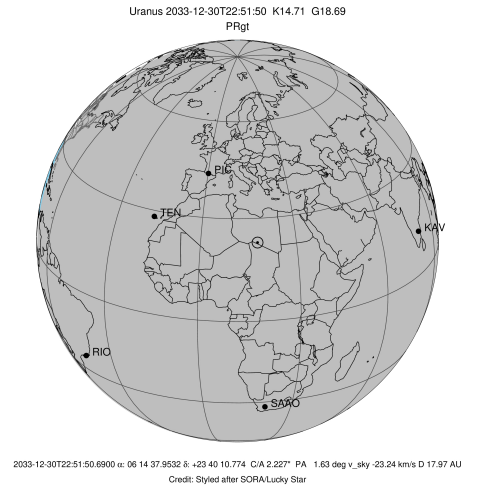 Uranus 2033-12-30T22:51:50 K14.71 G18.69
PRgt
PIC
TEN
KAV
RIO
SAAO
2033-12-30T22:51:50.6900 α: 06 14 37.9532 δ: +23 40 10.774 C/A 2.227" PA 1.63 deg v_sky -23.24 km/s D 17.97 AU
Credit: Styled after SORA/Lucky Star